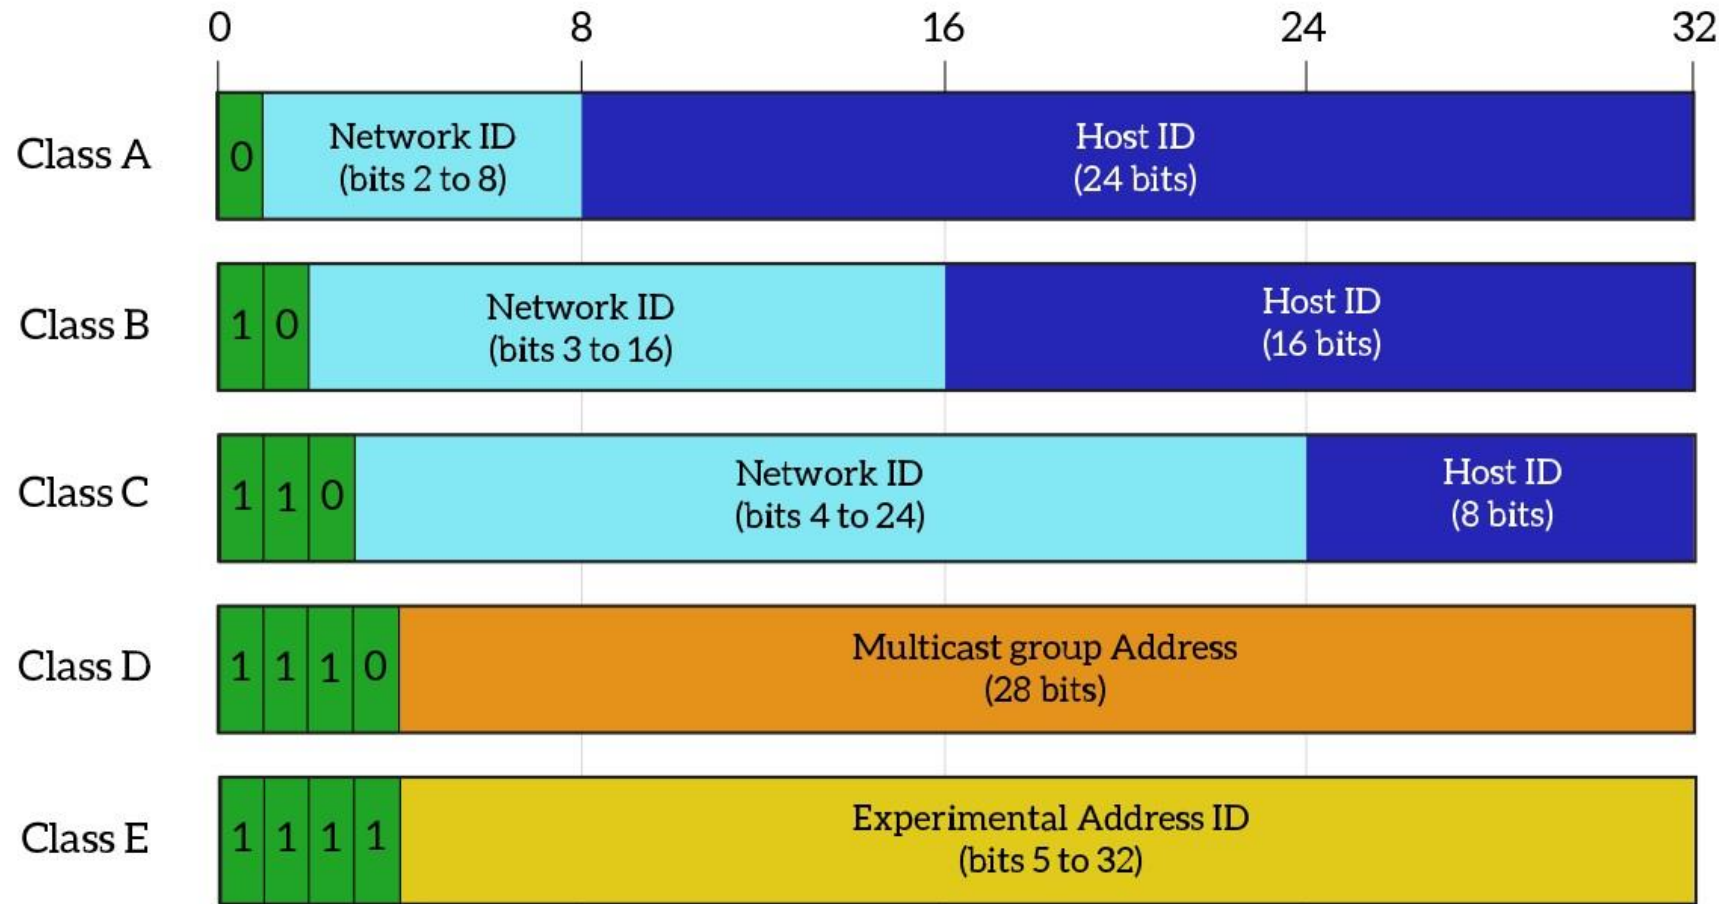 0 8 16 24 32
Class A
0
Network ID
(bits 2 to 8)
Host ID
(24 bits)
Class B
1 0
Network ID
(bits 3 to 16)
Host ID
(16 bits)
Class C
1 1 0
Network ID
(bits 4 to 24)
Host ID
(8 bits)
Class D
1 1 1 0
Multicast group Address
(28 bits)
Class E
1 1 1 1
Experimental Address ID
(bits 5 to 32)